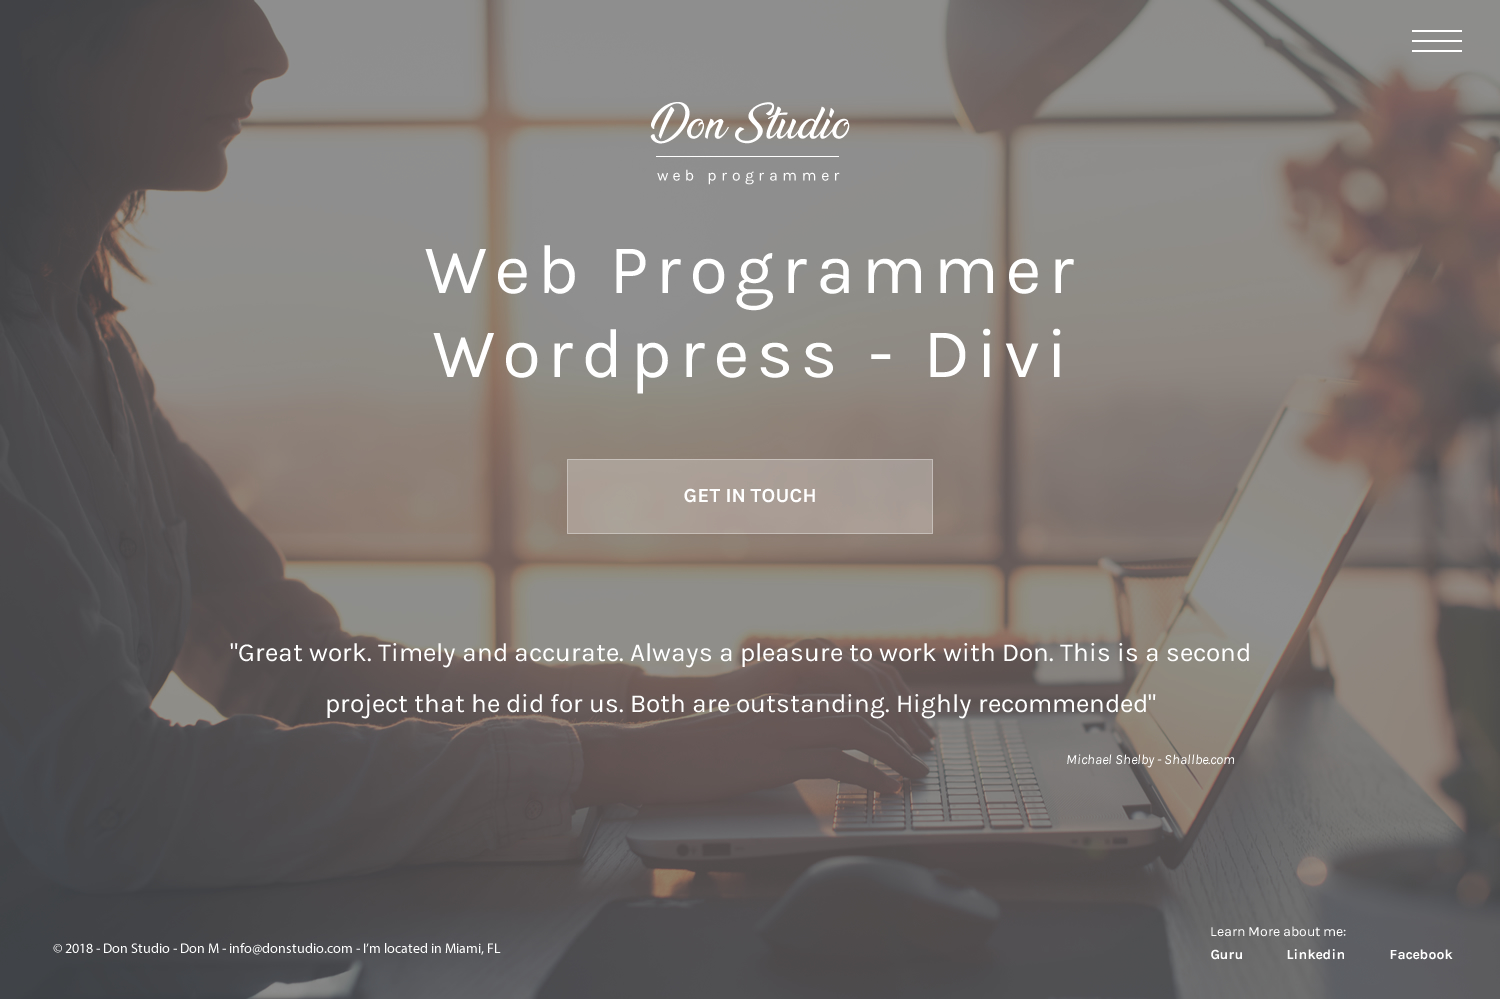 Don Studio
web programmer
Web Programmer
Wordpress - Divi
GET IN TOUCH
"Great work. Timely and accurate. Always a pleasure to work with Don. This is a second
project that he did for us. Both are outstanding. Highly recommended"
Michael Shelby - Shallbe.com
© 2018 - Don Studio - Don M - info@donstudio.com - I'm located in Miami, FL
Learn More about me:
Guru Linkedin Facebook